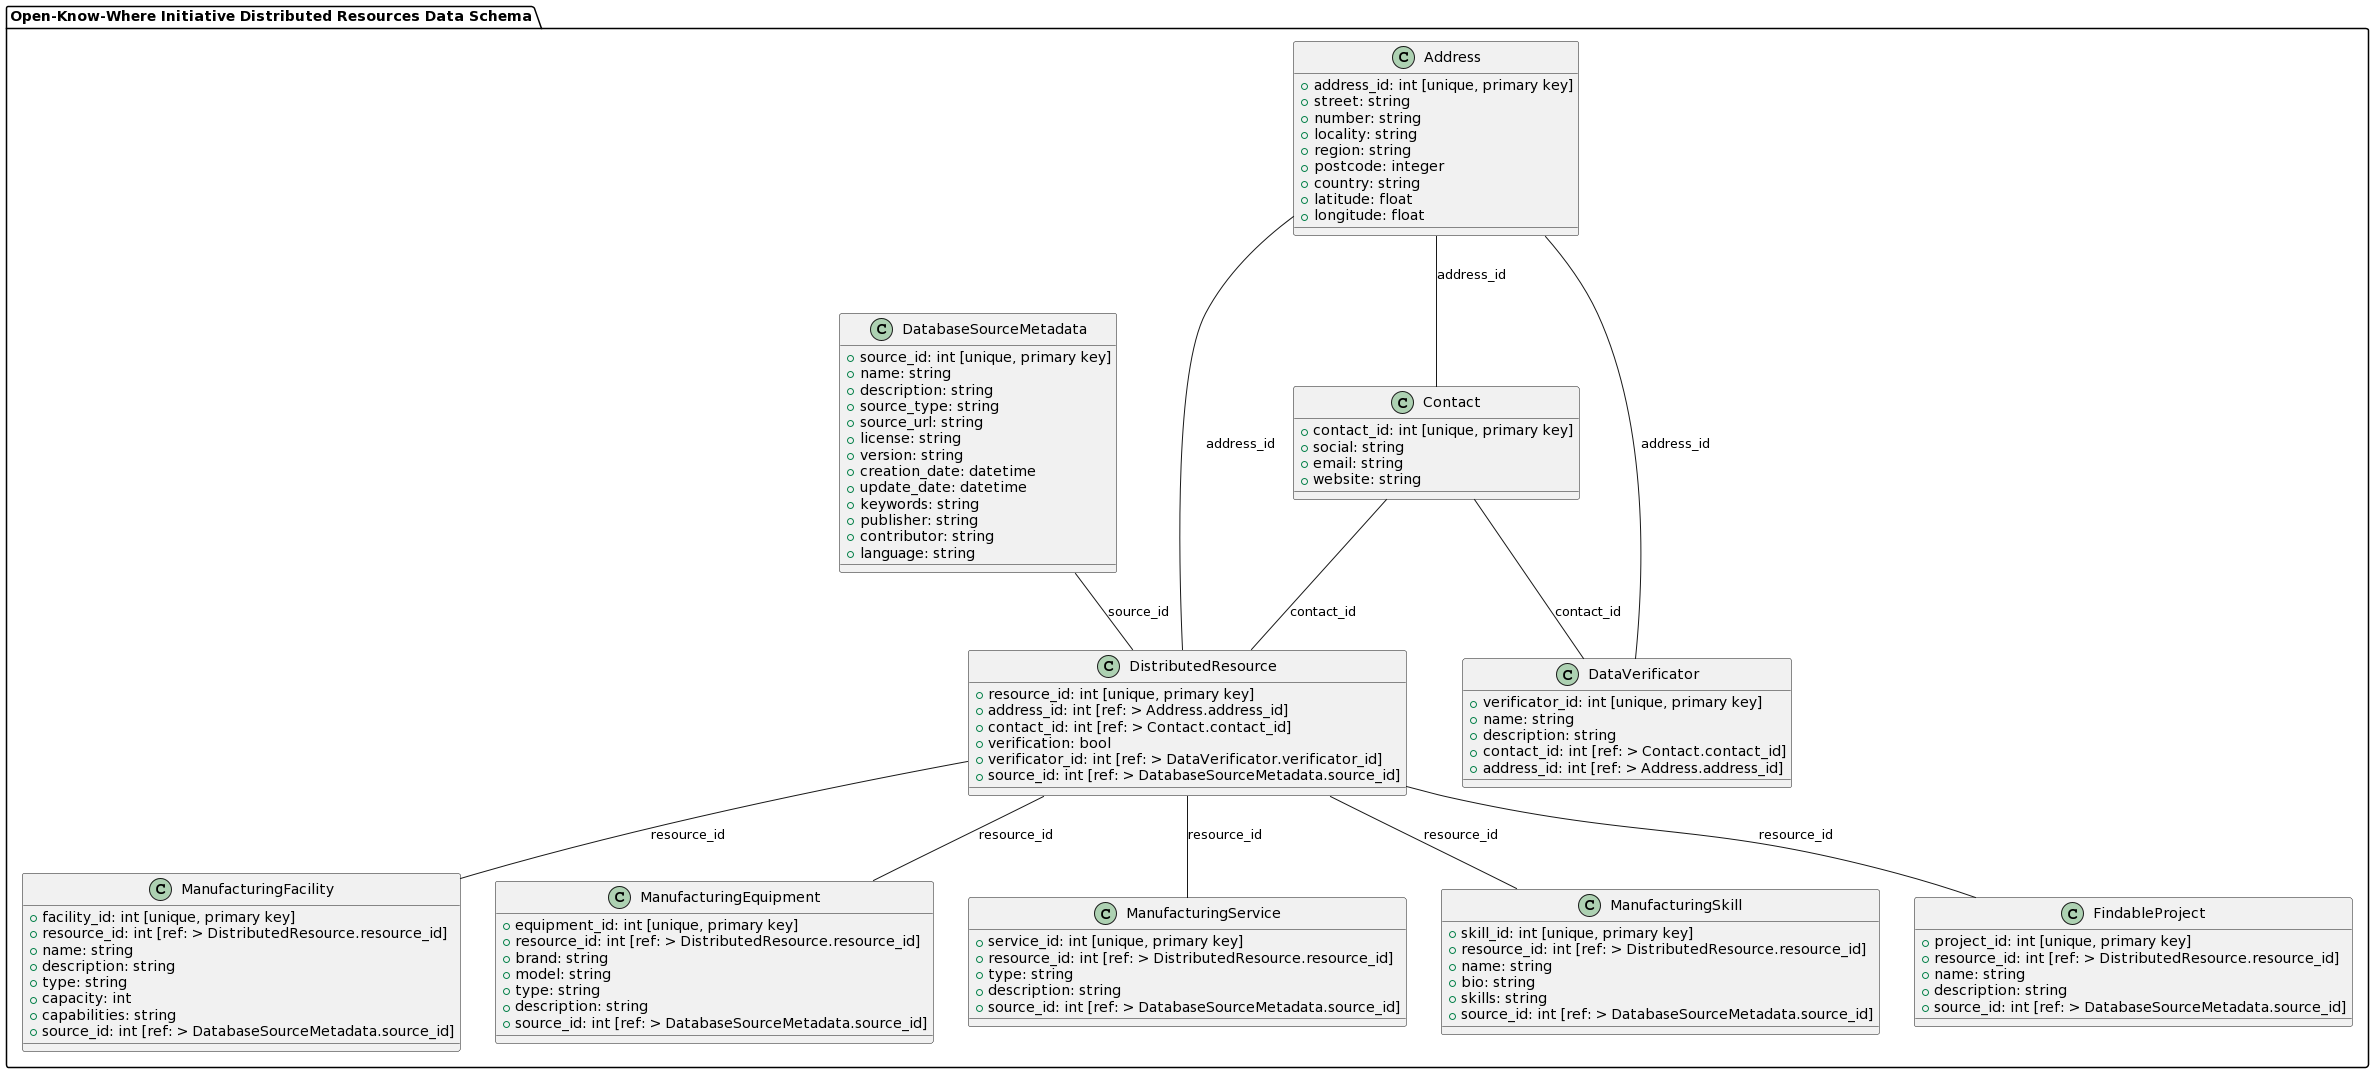 Open-Know-Where Initiative Distributed Resources Data Schema
C Address
address_id: int [unique, primary key]
street: string
number: string
locality: string
region: string
postcode: integer
country: string
latitude: float
longitude: float
address_id
C DatabaseSourceMetadata
source_id: int [unique, primary key]
name: string
description: string
source_type: string
source_url: string
license: string
version: string
creation_date: datetime
update_date: datetime
keywords: string
publisher: string
contributor: string
language: string
C Contact
contact_id: int [unique, primary key]
social: string
email: string
website: string
address_id
address_id
source_id
contact_id
contact_id
C DistributedResource
resource_id: int [unique, primary key]
address_id: int [ref: > Address.address_id]
contact_id: int [ref: > Contact.contact_id]
verification: bool
verificator_id: int [ref: > DataVerificator.verificator_id]
source_id: int [ref: > DatabaseSourceMetadata.source_id]
C DataVerificator
verificator_id: int [unique, primary key]
name: string
description: string
contact_id: int [ref: > Contact.contact_id]
address_id: int [ref: > Address.address_id]
resource_id
resource_id
resource_id
resource_id
resource_id
C ManufacturingFacility
facility_id: int [unique, primary key]
resource_id: int [ref: > DistributedResource.resource_id]
name: string
description: string
type: string
capacity: int
capabilities: string
source_id: int [ref: > DatabaseSourceMetadata.source_id]
C ManufacturingEquipment
equipment_id: int [unique, primary key]
resource_id: int [ref: > DistributedResource.resource_id]
brand: string
model: string
type: string
description: string
source_id: int [ref: > DatabaseSourceMetadata.source_id]
C ManufacturingService
service_id: int [unique, primary key]
resource_id: int [ref: > DistributedResource.resource_id]
type: string
description: string
source_id: int [ref: > DatabaseSourceMetadata.source_id]
C ManufacturingSkill
skill_id: int [unique, primary key]
resource_id: int [ref: > DistributedResource.resource_id]
name: string
bio: string
skills: string
source_id: int [ref: > DatabaseSourceMetadata.source_id]
C FindableProject
project_id: int [unique, primary key]
resource_id: int [ref: > DistributedResource.resource_id]
name: string
description: string
source_id: int [ref: > DatabaseSourceMetadata.source_id]